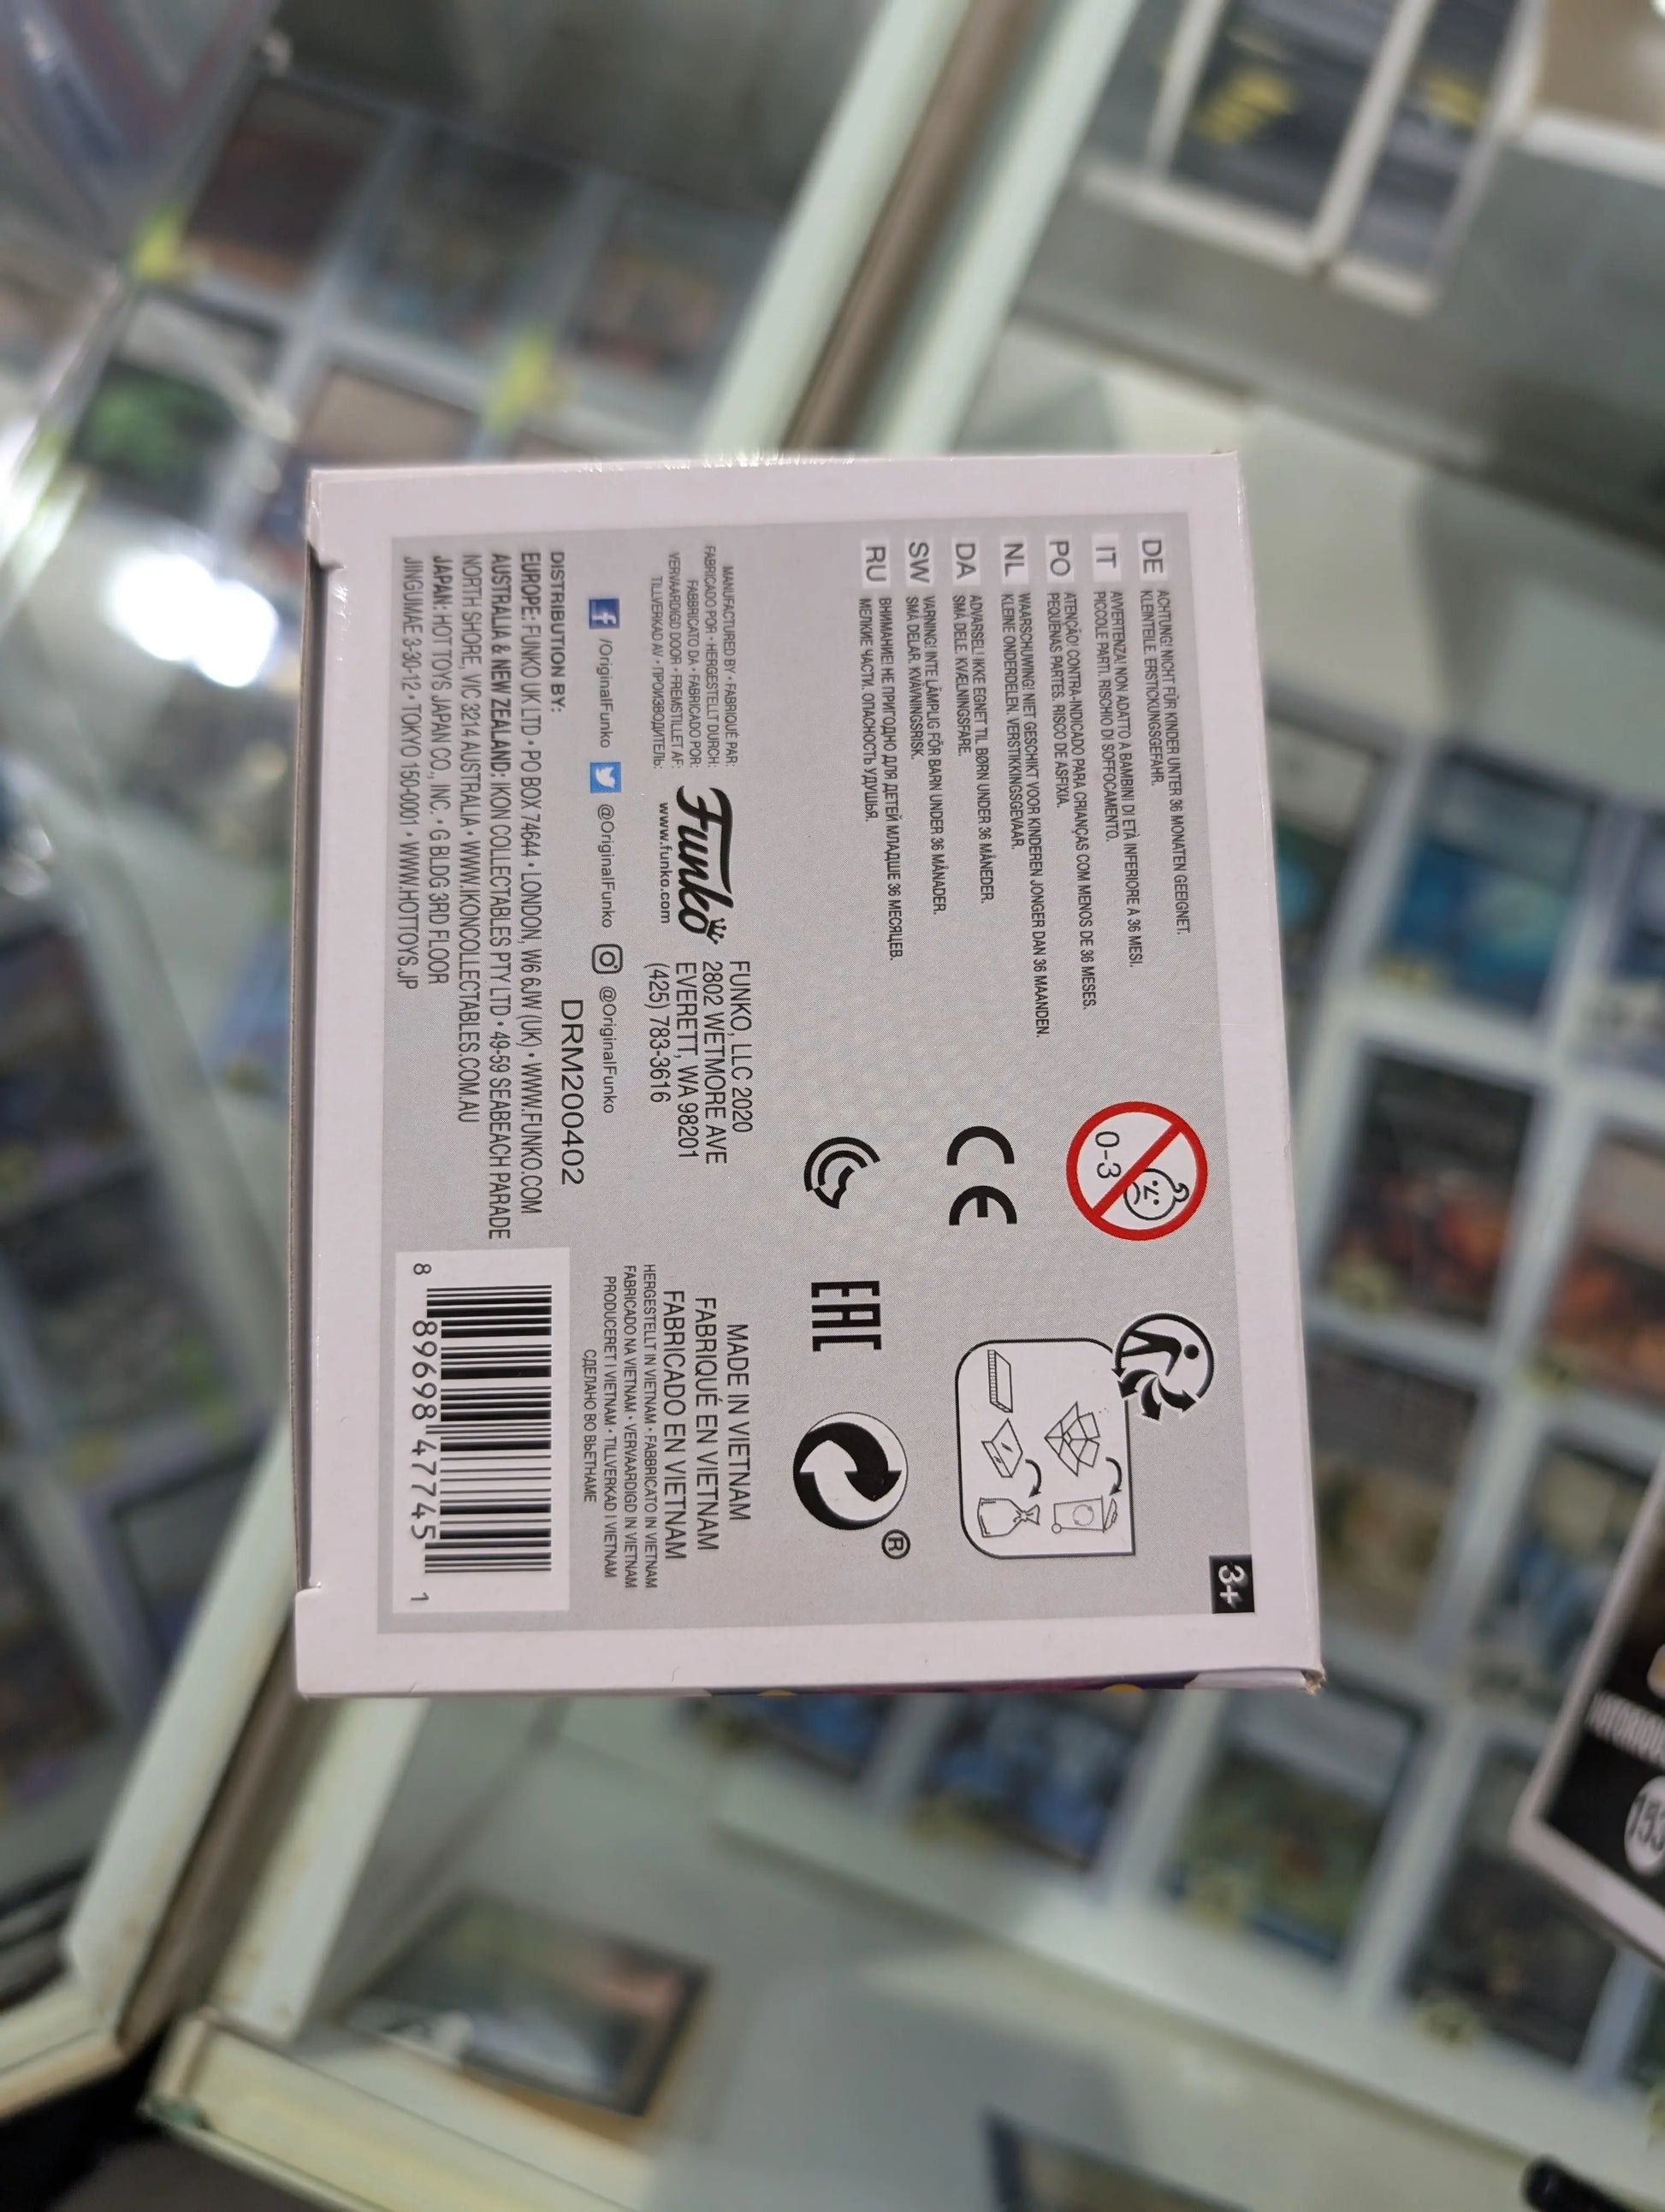 3+
DE ACHTUNG! NICHT FÜR KINDER UNTER 36 MONATEN GEEIGNET.
KLEINTEILE. ERSTICKUNGSGEFAHR.
IT AVVERTENZA! NON ADATTO A BAMBINI DI ETÀ INFERIORE A 36 MESI.
PICCOLE PARTI. RISCHIO DI SOFFOCAMENTO.
PO ATENÇÃO! CONTRA-INDICADO PARA CRIANÇAS COM MENOS DE 36 MESES.
PEQUENAS PARTES. RISCO DE ASFIXIA.
NL WAARSCHUWING! NIET GESCHIKT VOOR KINDEREN JONGER DAN 36 MAANDEN.
KLEINE ONDERDELEN. VERSTIKKINGSGEVAAR.
DA ADVARSEL! IKKE EGNET TIL BØRN UNDER 36 MÅNEDER.
SMÅ DELE. KVÆLNINGSFARE.
SW VARNING! INTE LÄMPLIG FÖR BARN UNDER 36 MÅNADER.
SMÅ DELAR. KVÄVNINGSRISK.
RU ВНИМАНИЕ! НЕ ПРИГОДНО ДЛЯ ДЕТЕЙ МЛАДШЕ 36 МЕСЯЦЕВ.
МЕЛКИЕ ЧАСТИ. ОПАСНОСТЬ УДУШЬЯ.
0-3
CE
EAC
®
MANUFACTURED BY • FABRIQUÉ PAR:
FABRICADO POR • HERGESTELLT DURCH:
FABBRICATO DA • FABRICADO POR:
VERVAARDIGD DOOR • FREMSTILLET AF:
TILLVERKAD AV • ПРОИЗВОДИТЕЛЬ:
Funko
www.funko.com
FUNKO, LLC 2020
2802 WETMORE AVE
EVERETT, WA 98201
(425) 783-3616
MADE IN VIETNAM
FABRIQUÉ EN VIETNAM
FABRICADO EN VIETNAM
HERGESTELLT IN VIETNAM • FABBRICATO IN VIETNAM
FABRICADO NA VIETNAM • VERVAARDIGD IN VIETNAM
PRODUCERET I VIETNAM • TILLVERKAD I VIETNAM
СДЕЛАНО ВО ВЬЕТНАМЕ
f /OriginalFunko @OriginalFunko @OriginalFunko
DRM200402
DISTRIBUTION BY:
EUROPE: FUNKO UK LTD • PO BOX 74644 • LONDON, W6 6JW (UK) • WWW.FUNKO.COM
AUSTRALIA & NEW ZEALAND: IKON COLLECTABLES PTY LTD • 49-59 SEABEACH PARADE
NORTH SHORE, VIC 3214 AUSTRALIA • WWW.IKONCOLLECTABLES.COM.AU
JAPAN: HOT TOYS JAPAN CO., INC. • G BLDG 3RD FLOOR
JINGUMAE 3-30-12 • TOKYO 150-0001 • WWW.HOTTOYS.JP
8 89698 47745 1
153